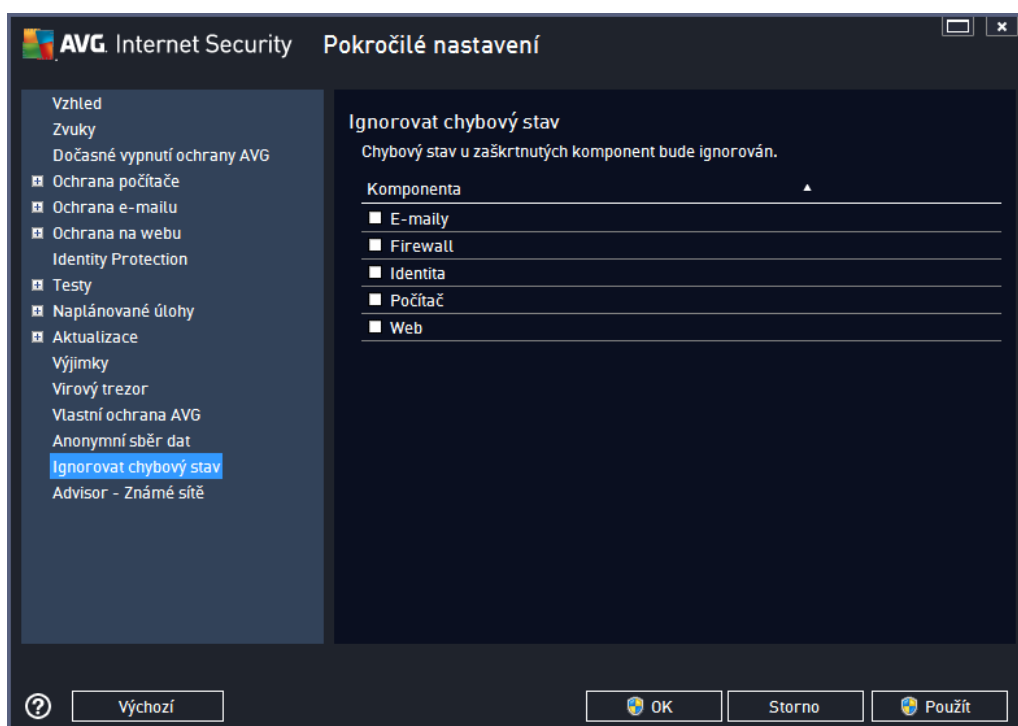 AVG. Internet Security Pokročilé nastavení
Vzhled
Zvuky
Dočasné vypnutí ochrany AVG
Ochrana počítače
Ochrana e-mailu
Ochrana na webu
Identity Protection
Testy
Naplánované úlohy
Aktualizace
Výjimky
Virový trezor
Vlastní ochrana AVG
Anonymní sběr dat
Ignorovat chybový stav
Advisor - Známé sítě
Ignorovat chybový stav
Chybový stav u zaškrtnutých komponent bude ignorován.
Komponenta
E-maily
Firewall
Identita
Počítač
Web
? Výchozí OK Storno Použít